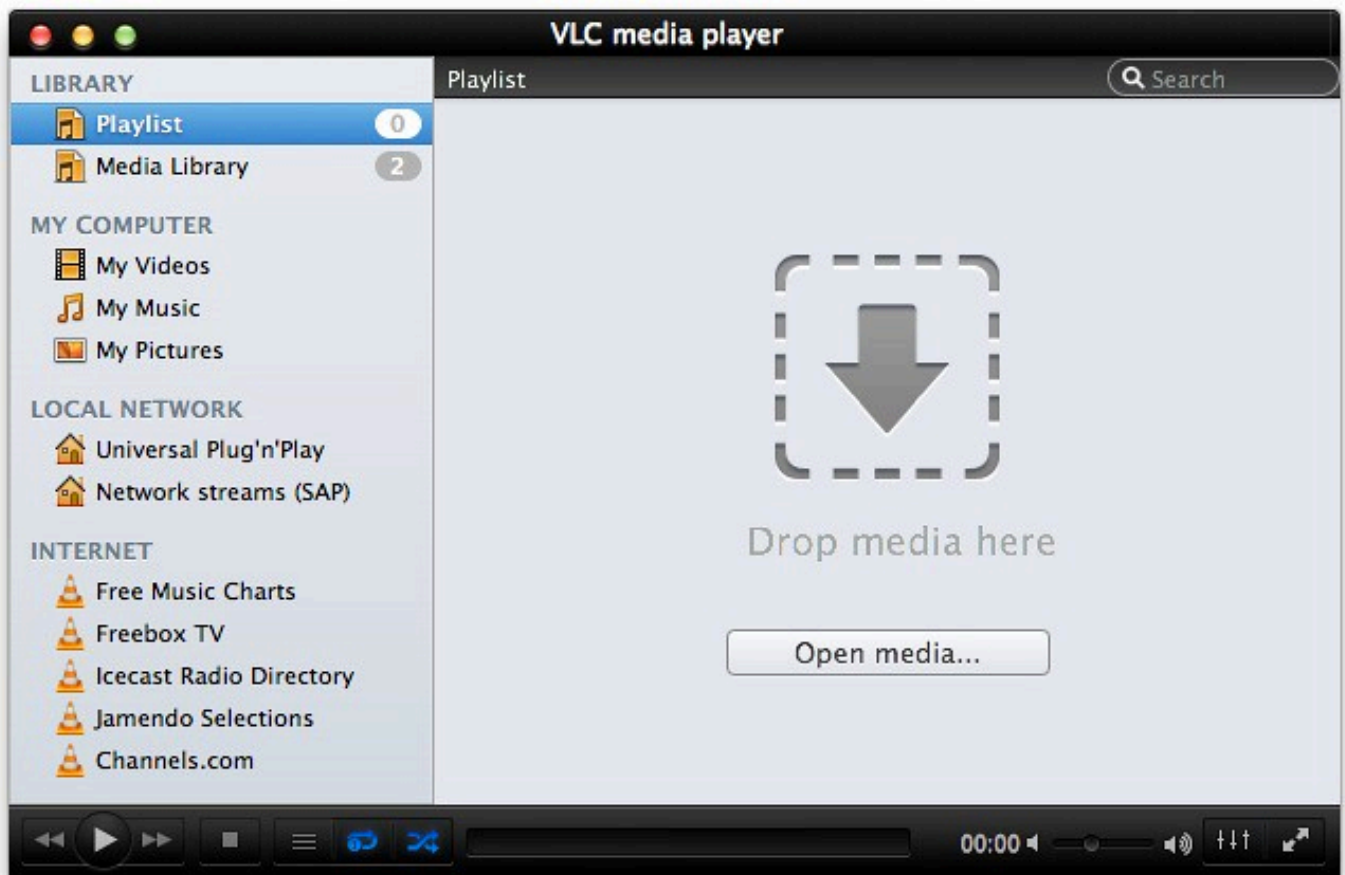 VLC media player
LIBRARY
Playlist 0
Media Library 2
MY COMPUTER
My Videos
My Music
My Pictures
LOCAL NETWORK
Universal Plug'n'Play
Network streams (SAP)
INTERNET
Free Music Charts
Freebox TV
Icecast Radio Directory
Jamendo Selections
Channels.com
Playlist Search
Drop media here
Open media...
00:00